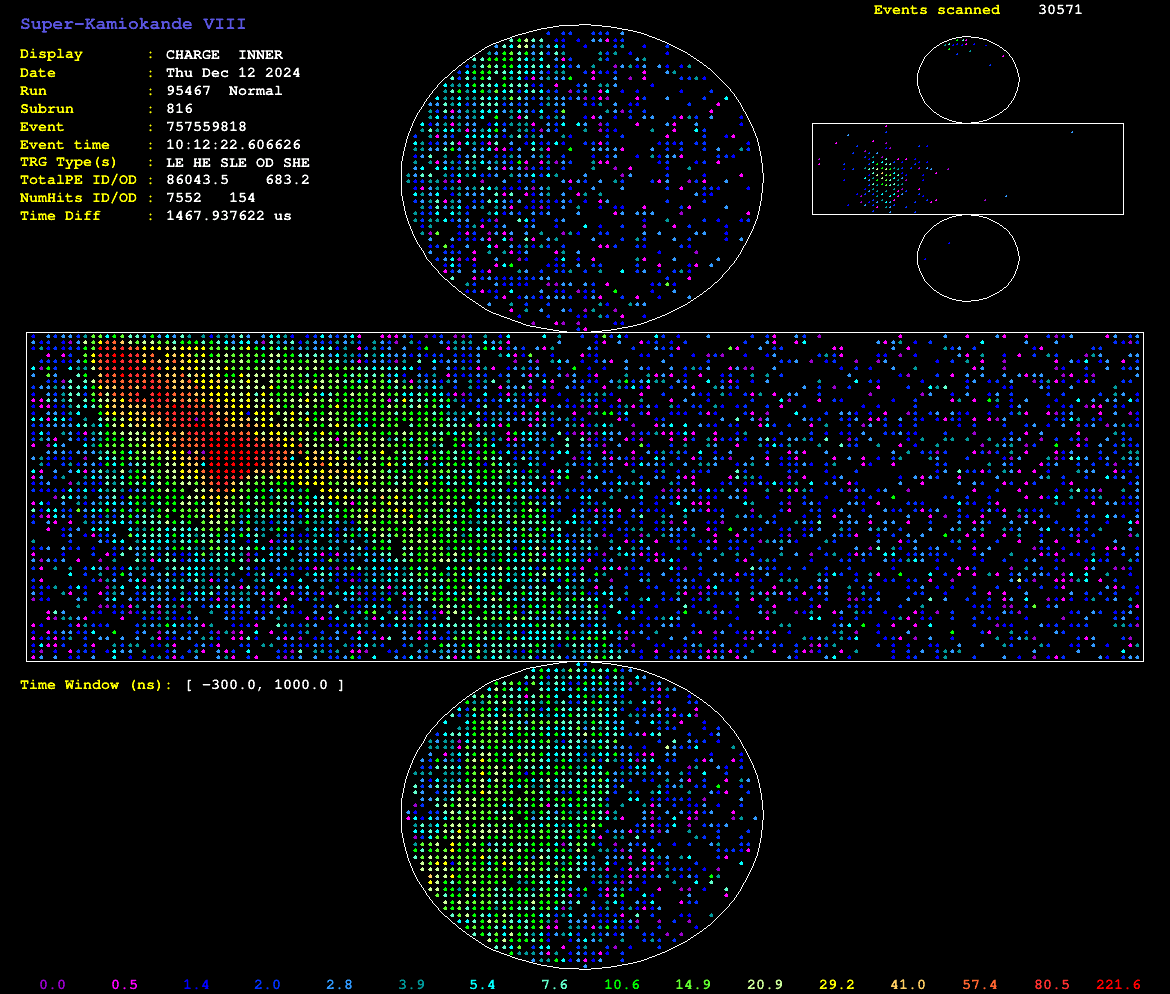 Super-Kamiokande VIII
Events scanned 30571
Display : CHARGE INNER
Date : Thu Dec 12 2024
Run : 95467 Normal
Subrun : 816
Event : 757559818
Event time : 10:12:22.606626
TRG Type(s) : LE HE SLE OD SHE
TotalPE ID/OD : 86043.5 683.2
NumHits ID/OD : 7552 154
Time Diff : 1467.937622 us
Time Window (ns): [ −300.0, 1000.0 ]
0.0 0.5 1.4 2.0 2.8 3.9 5.4 7.6 10.6 14.9 20.9 29.2 41.0 57.4 80.5 221.6